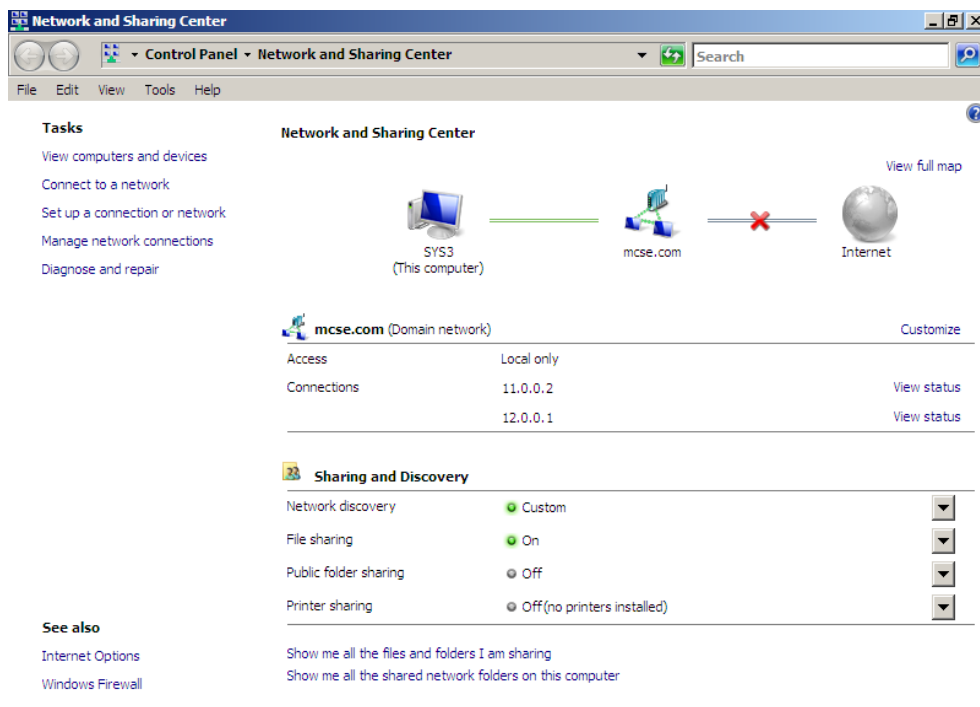 Network and Sharing Center
Control Panel Network and Sharing Center
Search
File Edit View Tools Help
Tasks
View computers and devices
Connect to a network
Set up a connection or network
Manage network connections
Diagnose and repair
See also
Internet Options
Windows Firewall
Network and Sharing Center
View full map
SYS3
(This computer)
mcse.com
Internet
mcse.com (Domain network) Customize
Access Local only
Connections 11.0.0.2 View status
12.0.0.1 View status
Sharing and Discovery
Network discovery Custom
File sharing On
Public folder sharing Off
Printer sharing Off (no printers installed)
Show me all the files and folders I am sharing
Show me all the shared network folders on this computer